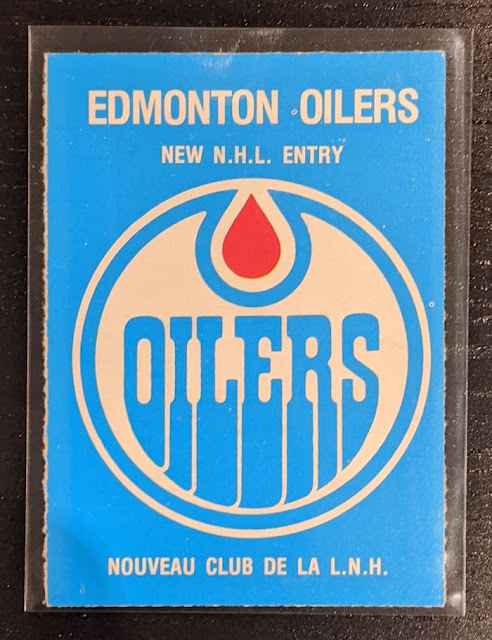 EDMONTON OILERS
NEW N.H.L. ENTRY
OILERS
NOUVEAU CLUB DE LA L.N.H.